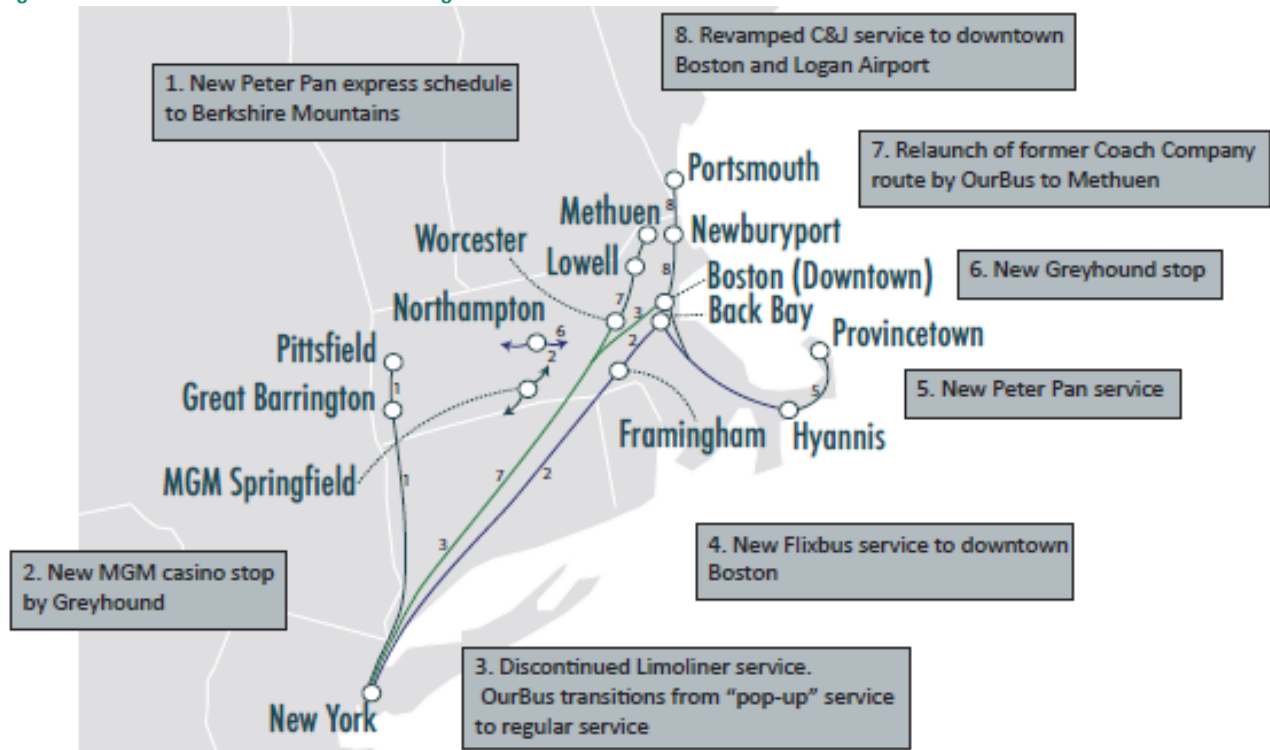 8. Revamped C&J service to downtown
Boston and Logan Airport
1. New Peter Pan express schedule
to Berkshire Mountains
7. Relaunch of former Coach Company
route by OurBus to Methuen
Portsmouth
8
Methuen
Newburyport
Worcester
Lowell
8
Boston (Downtown)
6. New Greyhound stop
Northampton
7
3
Back Bay
6
2
2
Provincetown
Pittsfield
1
Great Barrington
5
5. New Peter Pan service
Framingham
Hyannis
MGM Springfield
1
7
2
3
4. New Flixbus service to downtown
Boston
2. New MGM casino stop
by Greyhound
3. Discontinued Limoliner service.
OurBus transitions from “pop-up” service
to regular service
New York